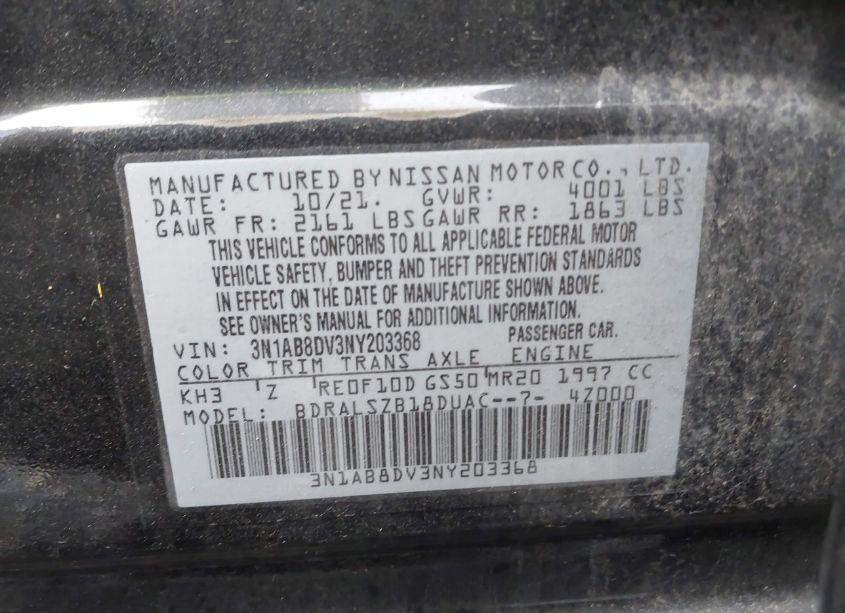 MANUFACTURED BY NISSAN MOTOR CO., LTD.
DATE: 10/21. GVWR: 4001 LBS
GAWR FR: 2161 LBS GAWR RR: 1863 LBS
THIS VEHICLE CONFORMS TO ALL APPLICABLE FEDERAL MOTOR
VEHICLE SAFETY, BUMPER AND THEFT PREVENTION STANDARDS
IN EFFECT ON THE DATE OF MANUFACTURE SHOWN ABOVE.
SEE OWNER'S MANUAL FOR ADDITIONAL INFORMATION.
VIN: 3N1AB8DV3NY203368 PASSENGER CAR.
COLOR TRIM TRANS AXLE ENGINE
KH3 Z RE0F10D GS50 MR20 1997 CC
MODEL: BDRALSZB18DUAC--7- 4Z000
3N1AB8DV3NY203368